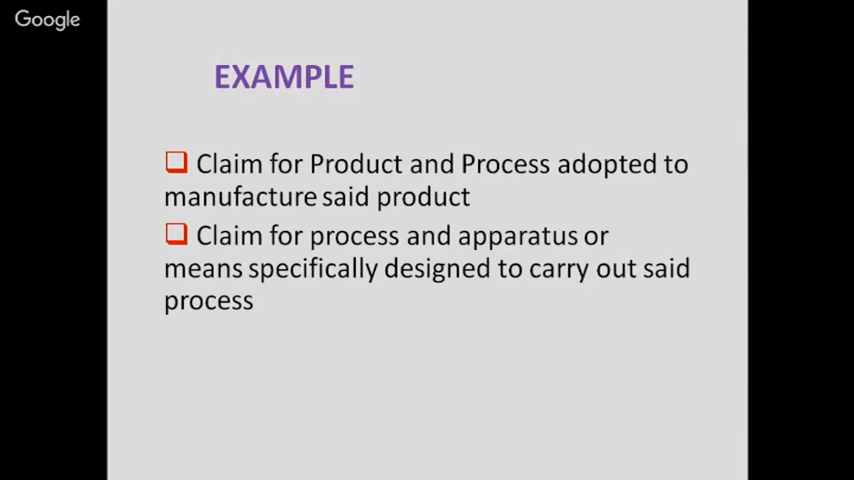 Google
EXAMPLE
Claim for Product and Process adopted to
manufacture said product
Claim for process and apparatus or
means specifically designed to carry out said
process